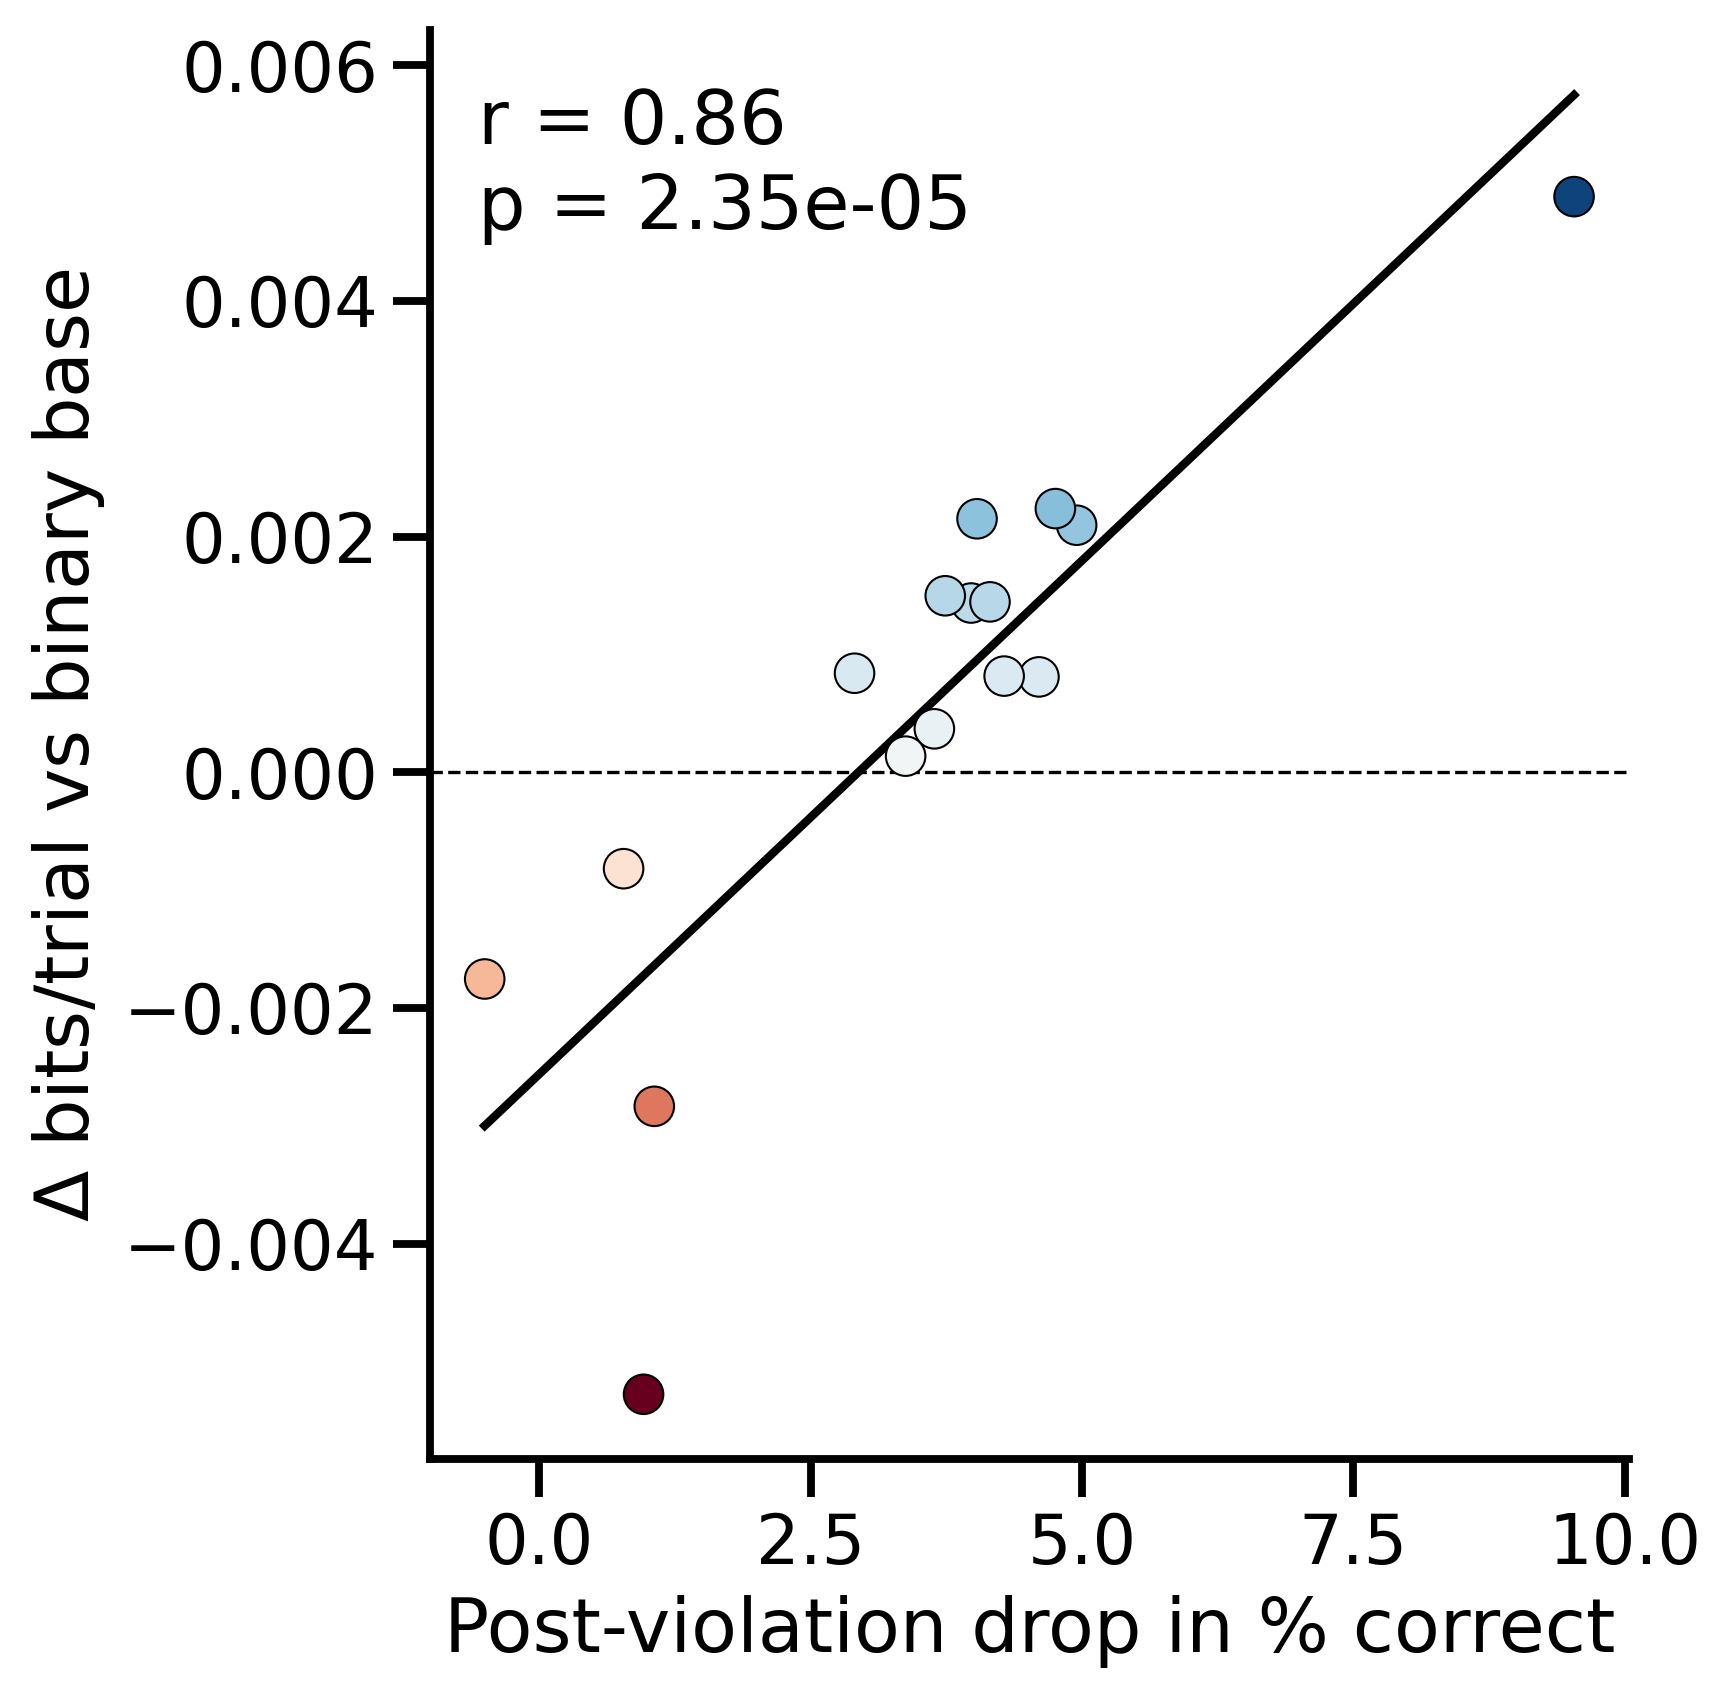 0.006
0.004
0.002
0.000
−0.002
−0.004
Δ bits/trial vs binary base
r = 0.86
p = 2.35e-05
0.0 2.5 5.0 7.5 10.0
Post-violation drop in % correct